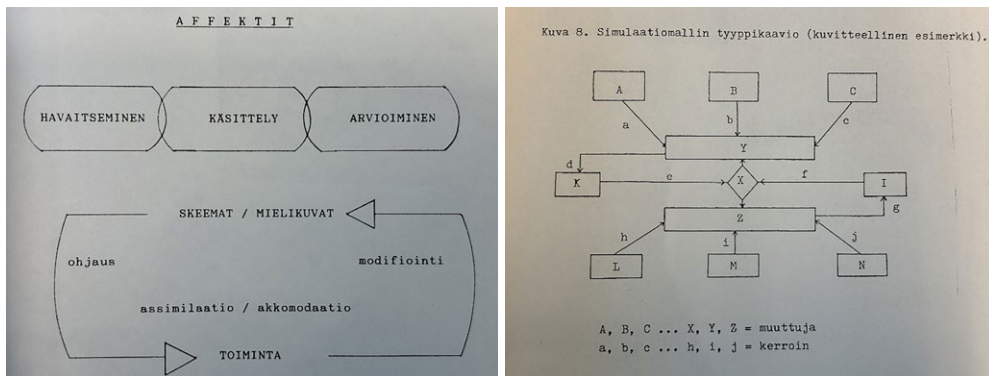 AFFEKTIT
HAVAITSEMINEN KÄSITTELY ARVIOIMINEN
SKEEMAT / MIELIKUVAT
ohjaus modifiointi
assimilaatio / akkomodaatio
TOIMINTA
Kuva 8. Simulaatiomallin tyyppikaavio (kuvitteellinen esimerkki).
A B C
a b c
Y
d
K e X f I
Z g
h i j
L M N
A, B, C ... X, Y, Z = muuttuja
a, b, c ... h, i, j = kerroin